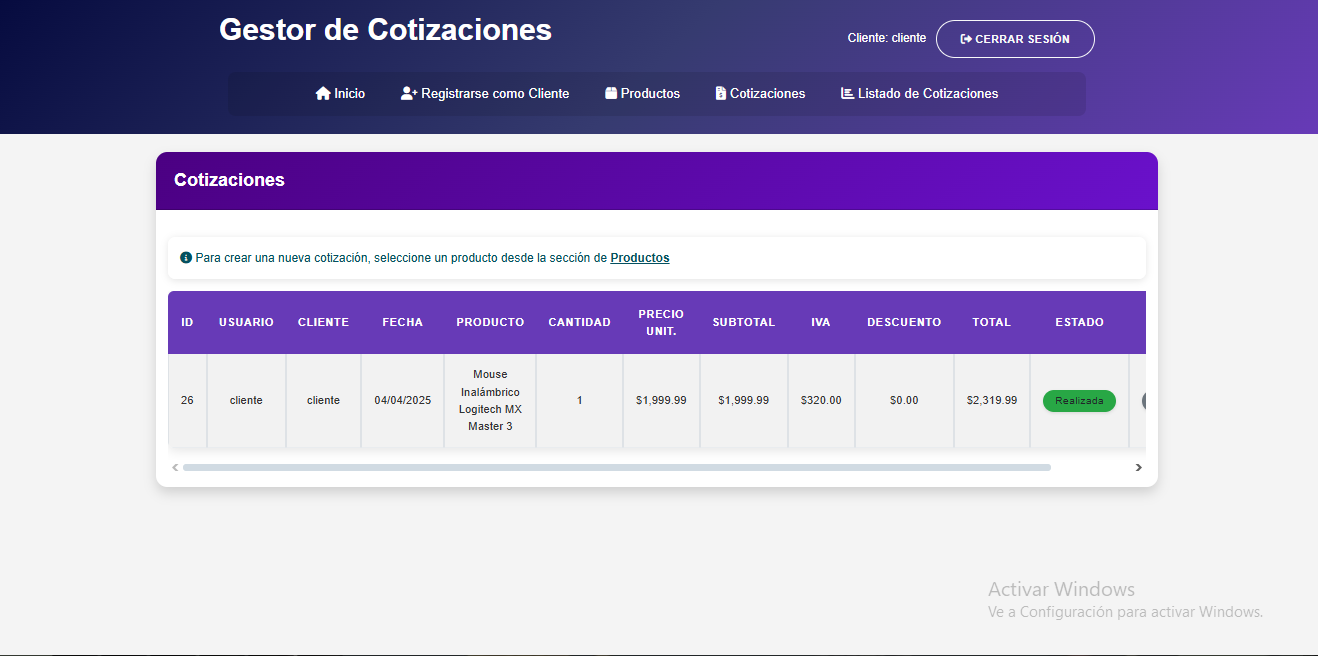 Gestor de Cotizaciones
Cliente: cliente
CERRAR SESIÓN
Inicio
Registrarse como Cliente
Productos
Cotizaciones
Listado de Cotizaciones
Cotizaciones
Para crear una nueva cotización, seleccione un producto desde la sección de Productos
ID USUARIO CLIENTE FECHA PRODUCTO CANTIDAD PRECIO UNIT. SUBTOTAL IVA DESCUENTO TOTAL ESTADO
26 cliente cliente 04/04/2025 Mouse Inalámbrico Logitech MX Master 3 1 $1,999.99 $1,999.99 $320.00 $0.00 $2,319.99 Realizada
Activar Windows
Ve a Configuración para activar Windows.